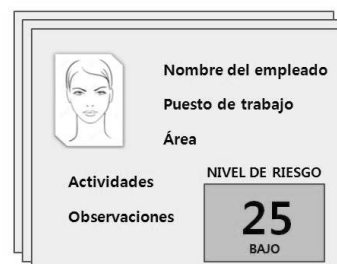 Nombre del empleado
Puesto de trabajo
Área
Actividades
Observaciones
NIVEL DE RIESGO
25
BAJO